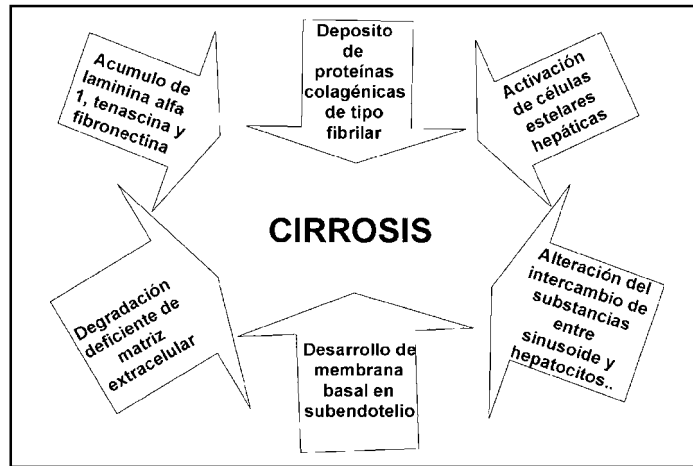 Acumulo de
laminina alfa
1, tenascina y
fibronectina
Deposito
de
proteínas
colagénicas
de tipo
fibrilar
Activación
de células
estelares
hepáticas
CIRROSIS
Degradación
deficiente de
matriz
extracelular
Desarrollo de
membrana
basal en
subendotelio
Alteración del
intercambio de
substancias
entre
sinusoide y
hepatocitos..